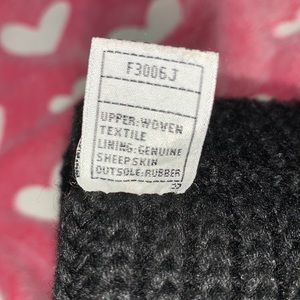 F3006J
UPPER:WOVEN
TEXTILE
LINING:GENUINE
SHEEPSKIN
OUTSOLE:RUBBER